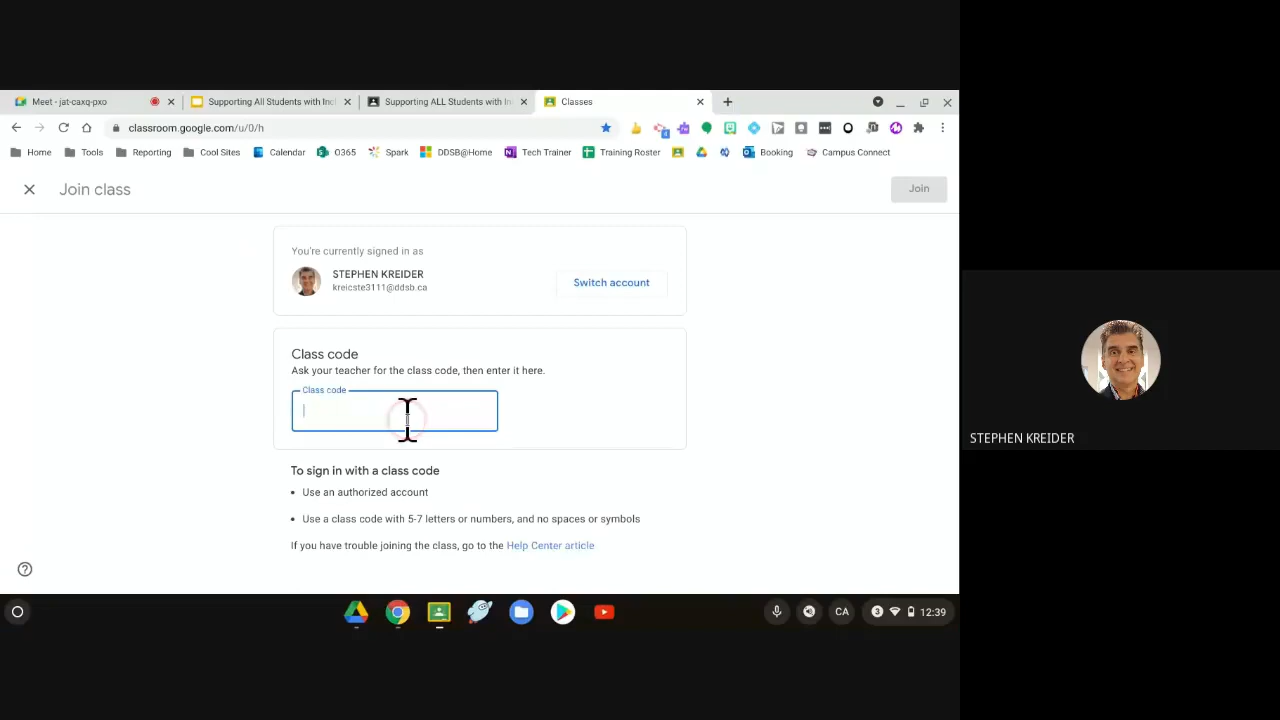 Meet - jat-caxq-pxo
Supporting All Students with Incl
Supporting ALL Students with In
Classes
classroom.google.com/u/0/h
Home
Tools
Reporting
Cool Sites
Calendar
O365
Spark
DDSB@Home
Tech Trainer
Training Roster
Booking
Campus Connect
Join class
Join
You're currently signed in as
STEPHEN KREIDER
kreicste3111@ddsb.ca
Switch account
Class code
Ask your teacher for the class code, then enter it here.
Class code
To sign in with a class code
• Use an authorized account
• Use a class code with 5-7 letters or numbers, and no spaces or symbols
If you have trouble joining the class, go to the Help Center article
CA
3
12:39
STEPHEN KREIDER